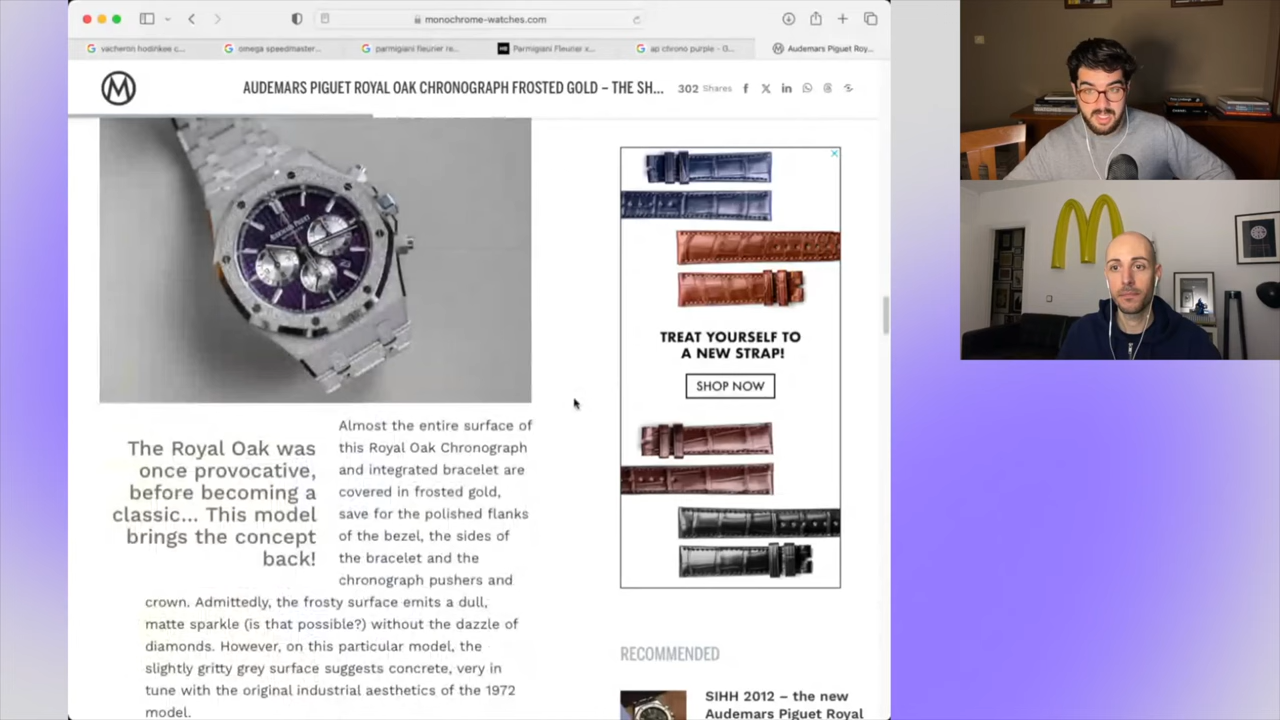 monochrome-watches.com
vacheron hodinkee c...
omega speedmaster...
parmigiani fleurier re...
Parmigiani Fleurier x...
ap chrono purple - G...
Audemars Piguet Roy...
M
AUDEMARS PIGUET ROYAL OAK CHRONOGRAPH FROSTED GOLD – THE SH...
302 Shares
TREAT YOURSELF TO
A NEW STRAP!
SHOP NOW
The Royal Oak was
once provocative,
before becoming a
classic... This model
brings the concept
back!
Almost the entire surface of
this Royal Oak Chronograph
and integrated bracelet are
covered in frosted gold,
save for the polished flanks
of the bezel, the sides of
the bracelet and the
chronograph pushers and
crown. Admittedly, the frosty surface emits a dull,
matte sparkle (is that possible?) without the dazzle of
diamonds. However, on this particular model, the
slightly gritty grey surface suggests concrete, very in
tune with the original industrial aesthetics of the 1972
model.
RECOMMENDED
SIHH 2012 – the new
Audemars Piguet Royal